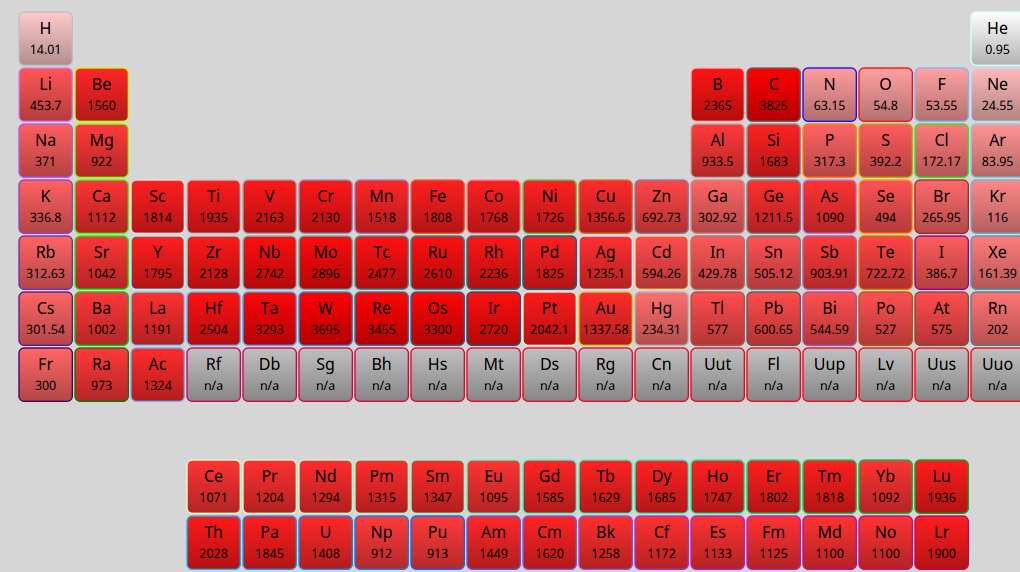 H He
14.01 0.95
Li Be B C N O F Ne
453.7 1560 2365 3825 63.15 54.8 53.55 24.55
Na Mg Al Si P S Cl Ar
371 922 933.5 1683 317.3 392.2 172.17 83.95
K Ca Sc Ti V Cr Mn Fe Co Ni Cu Zn Ga Ge As Se Br Kr
336.8 1112 1814 1935 2163 2130 1518 1808 1768 1726 1356.6 692.73 302.92 1211.5 1090 494 265.95 116
Rb Sr Y Zr Nb Mo Tc Ru Rh Pd Ag Cd In Sn Sb Te I Xe
312.63 1042 1795 2128 2742 2896 2477 2610 2236 1825 1235.1 594.26 429.78 505.12 903.91 722.72 386.7 161.39
Cs Ba La Hf Ta W Re Os Ir Pt Au Hg Tl Pb Bi Po At Rn
301.54 1002 1191 2504 3293 3695 3455 3300 2720 2042.1 1337.58 234.31 577 600.65 544.59 527 575 202
Fr Ra Ac Rf Db Sg Bh Hs Mt Ds Rg Cn Uut Fl Uup Lv Uus Uuo
300 973 1324 n/a n/a n/a n/a n/a n/a n/a n/a n/a n/a n/a n/a n/a n/a n/a
Ce Pr Nd Pm Sm Eu Gd Tb Dy Ho Er Tm Yb Lu
1071 1204 1294 1315 1347 1095 1585 1629 1685 1747 1802 1818 1092 1936
Th Pa U Np Pu Am Cm Bk Cf Es Fm Md No Lr
2028 1845 1408 912 913 1449 1620 1258 1172 1133 1125 1100 1100 1900